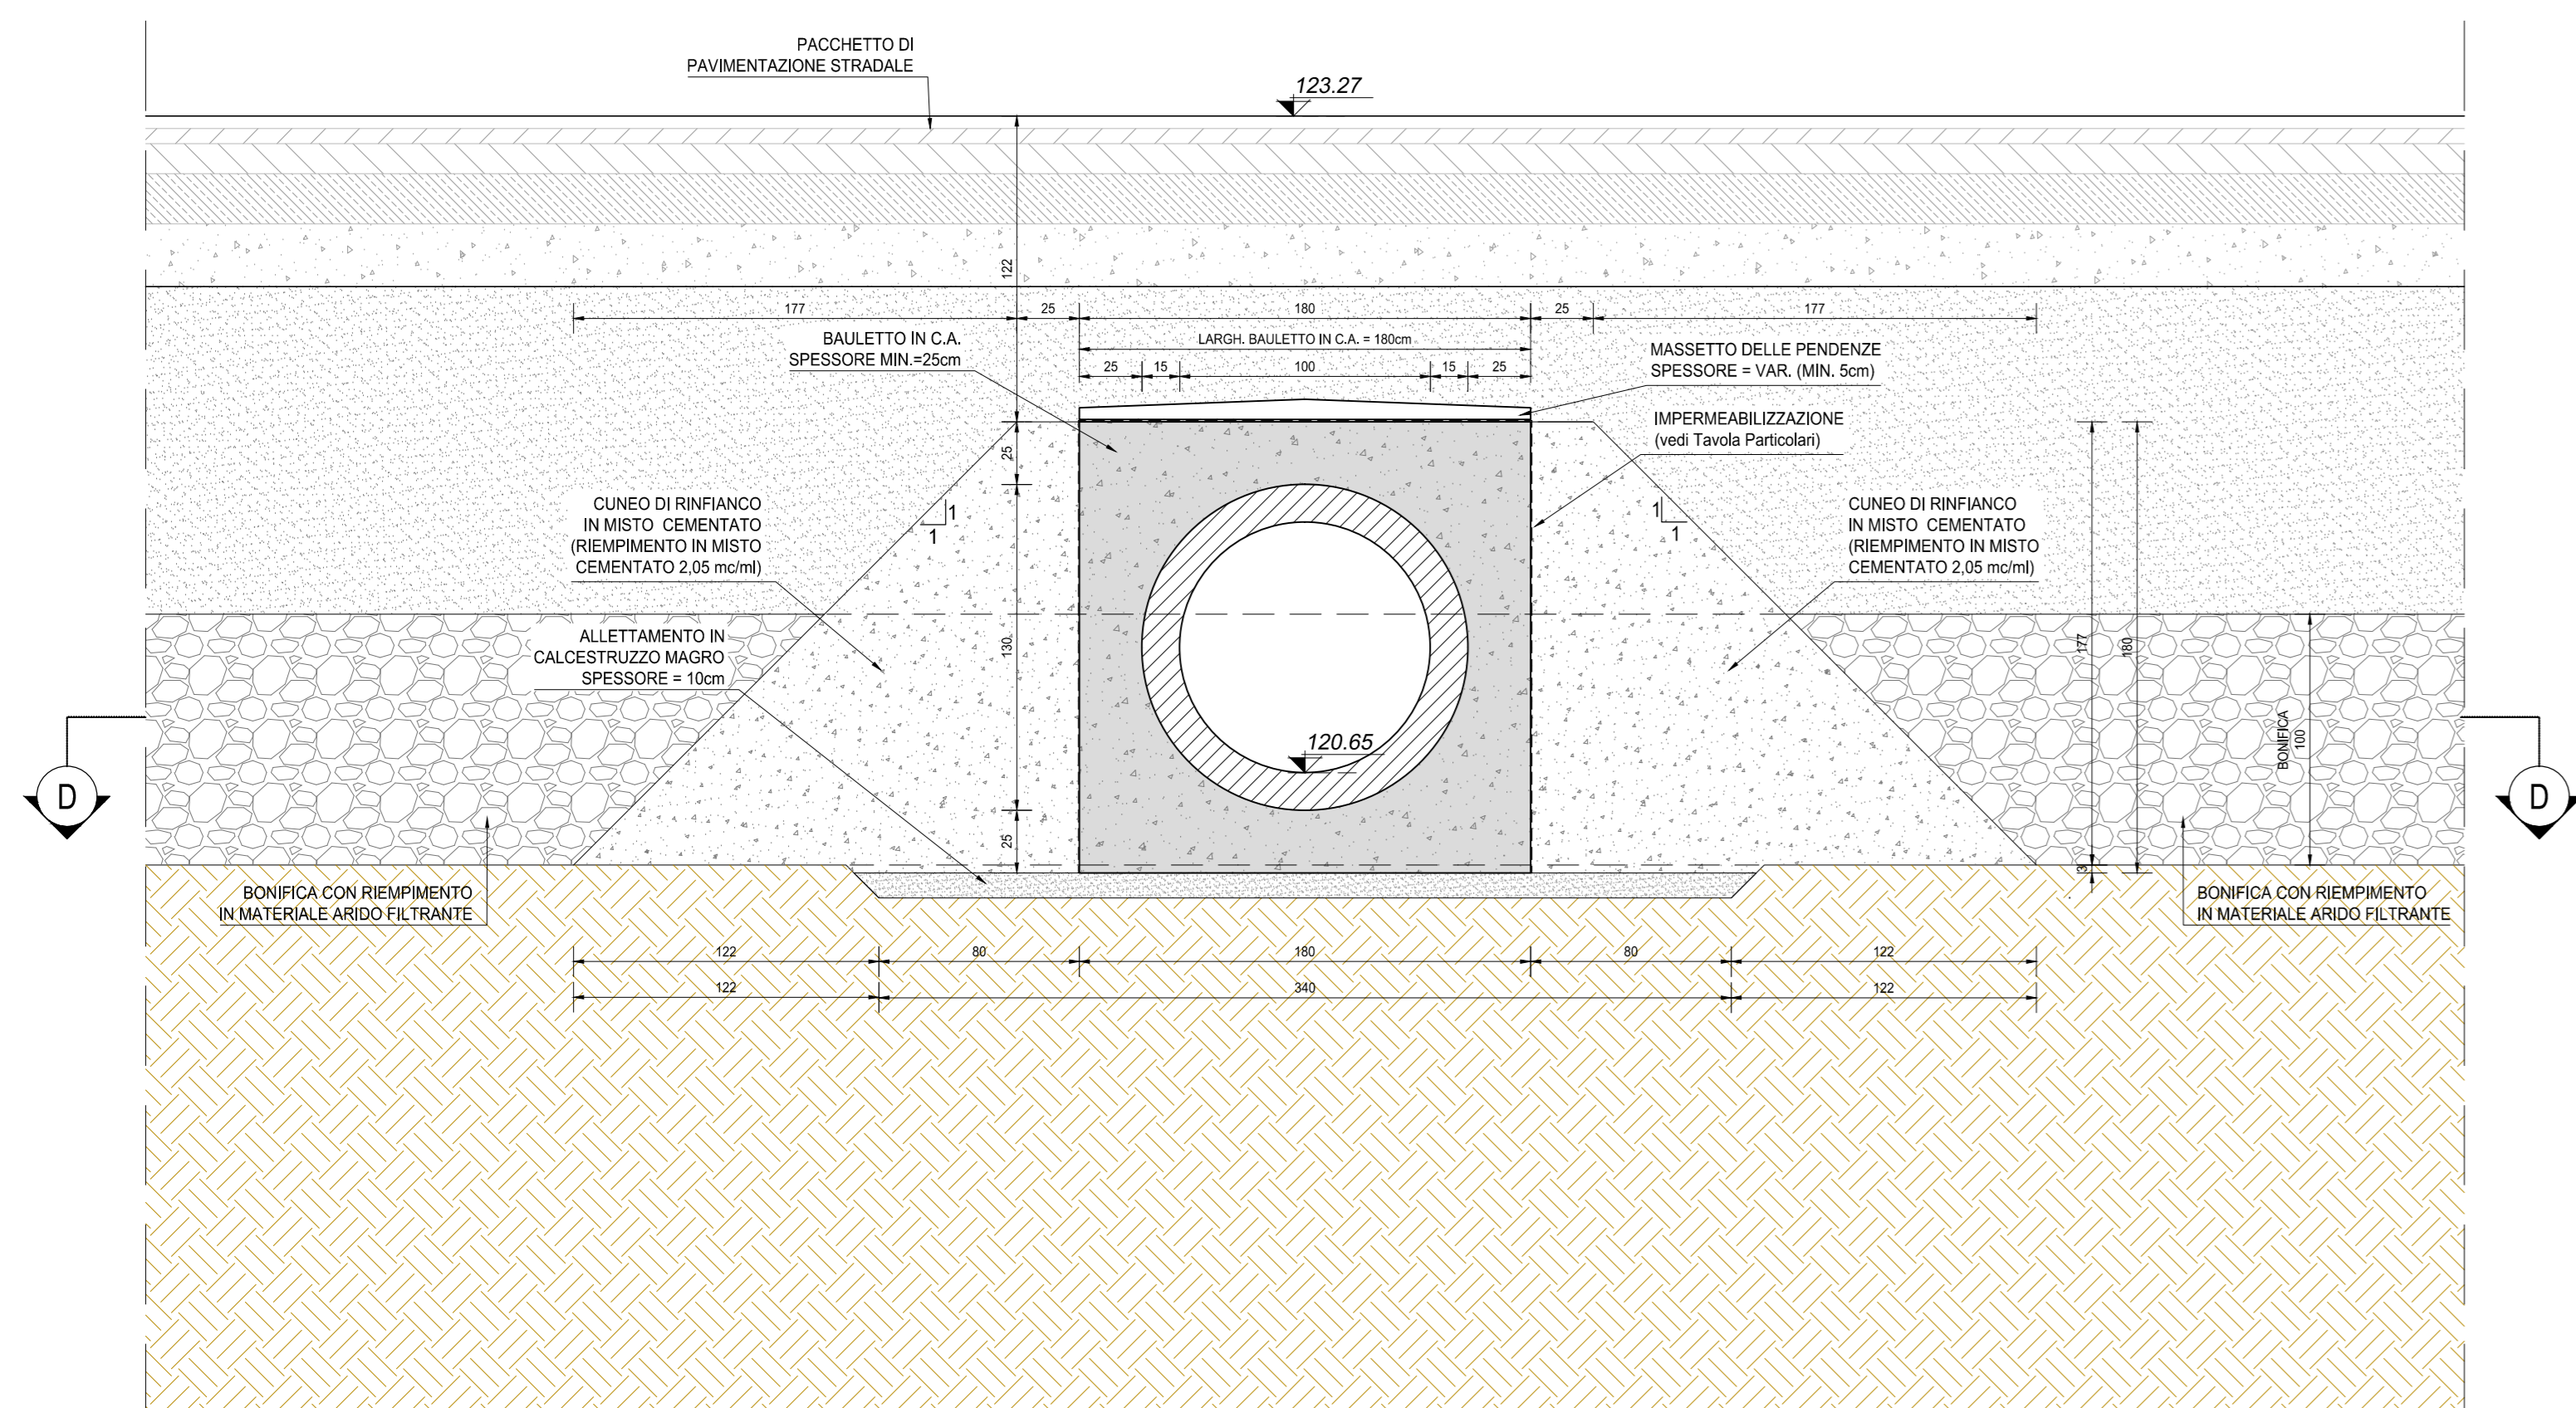 PACCHETTO DI
PAVIMENTAZIONE STRADALE
123.27
122
177
25
180
25
177
BAULETTO IN C.A.
SPESSORE MIN.=25cm
LARGH. BAULETTO IN C.A. = 180cm
25
15
100
15
25
MASSETTO DELLE PENDENZE
SPESSORE = VAR. (MIN. 5cm)
IMPERMEABILIZZAZIONE
(vedi Tavola Particolari)
25
CUNEO DI RINFIANCO
IN MISTO CEMENTATO
(RIEMPIMENTO IN MISTO
CEMENTATO 2,05 mc/ml)
1
1
1
1
CUNEO DI RINFIANCO
IN MISTO CEMENTATO
(RIEMPIMENTO IN MISTO
CEMENTATO 2,05 mc/ml)
ALLETTAMENTO IN
CALCESTRUZZO MAGRO
SPESSORE = 10cm
130
177
180
BONIFICA
100
120.65
D
D
25
3
BONIFICA CON RIEMPIMENTO
IN MATERIALE ARIDO FILTRANTE
BONIFICA CON RIEMPIMENTO
IN MATERIALE ARIDO FILTRANTE
122
80
180
80
122
122
340
122